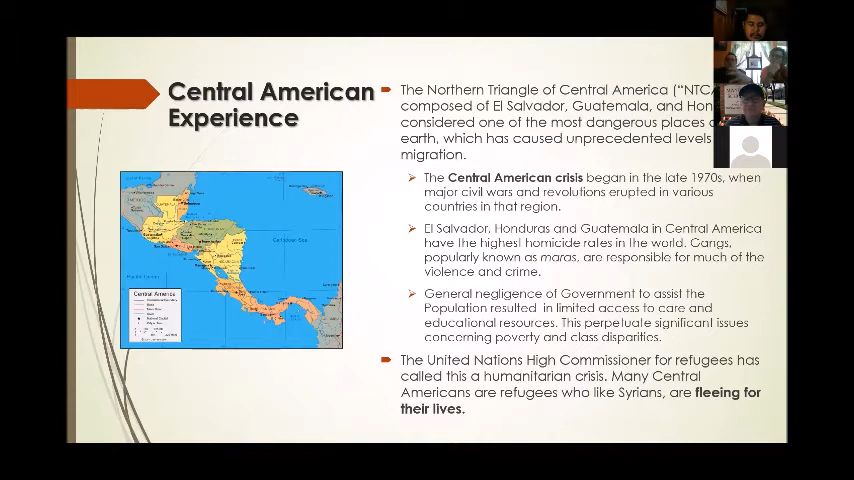 Central American
Experience
The Northern Triangle of Central America ("NTC
composed of El Salvador, Guatemala, and Hon
considered one of the most dangerous places
earth, which has caused unprecedented levels
migration.
The Central American crisis began in the late 1970s, when
major civil wars and revolutions erupted in various
countries in that region.
El Salvador, Honduras and Guatemala in Central America
have the highest homicide rates in the world. Gangs,
popularly known as maras, are responsible for much of the
violence and crime.
General negligence of Government to assist the
Population resulted in limited access to care and
educational resources. This perpetuate significant issues
concerning poverty and class disparities.
The United Nations High Commissioner for refugees has
called this a humanitarian crisis. Many Central
Americans are refugees who like Syrians, are fleeing for
their lives.
Caribbean Sea
Pacific Ocean
Central America